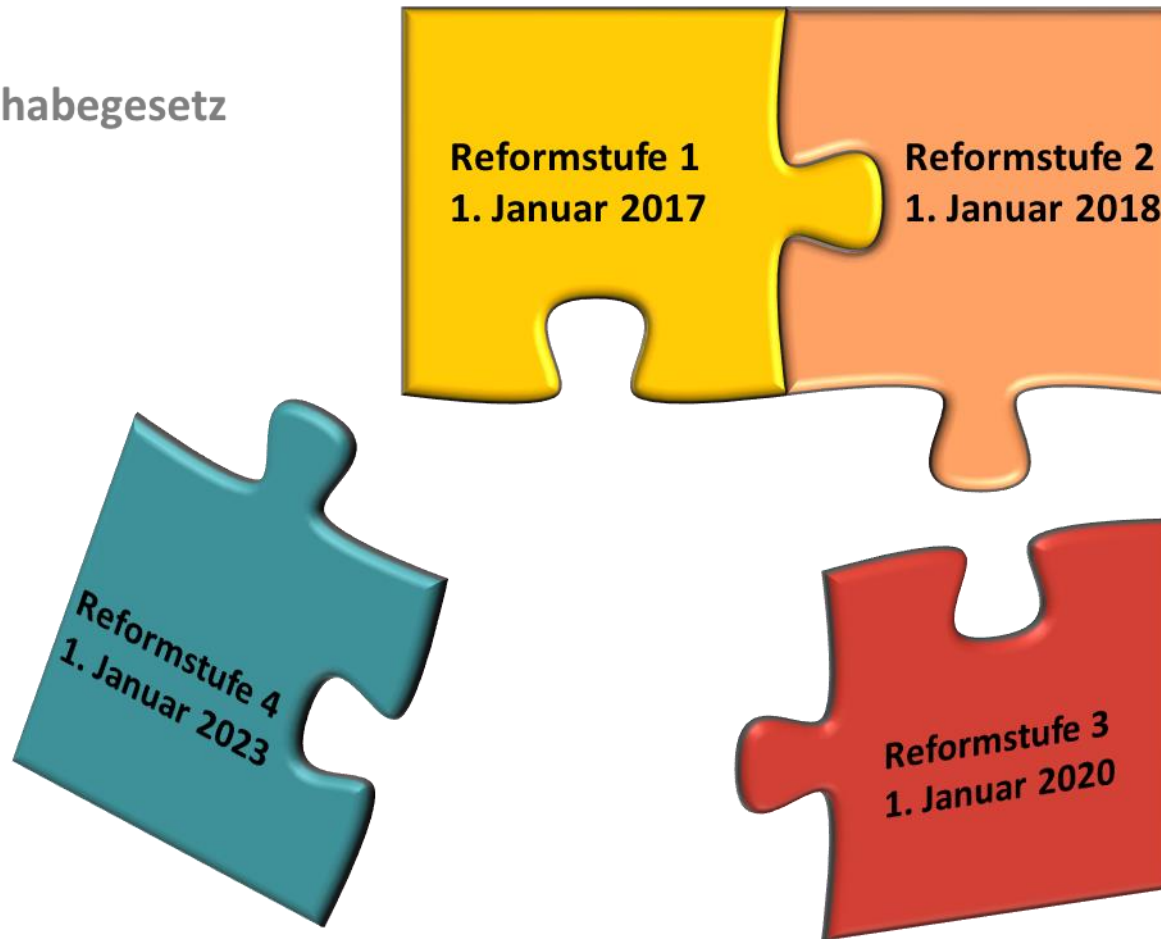 habegesetz
Reformstufe 1
1. Januar 2017
Reformstufe 2
1. Januar 2018
Reformstufe 4
1. Januar 2023
Reformstufe 3
1. Januar 2020